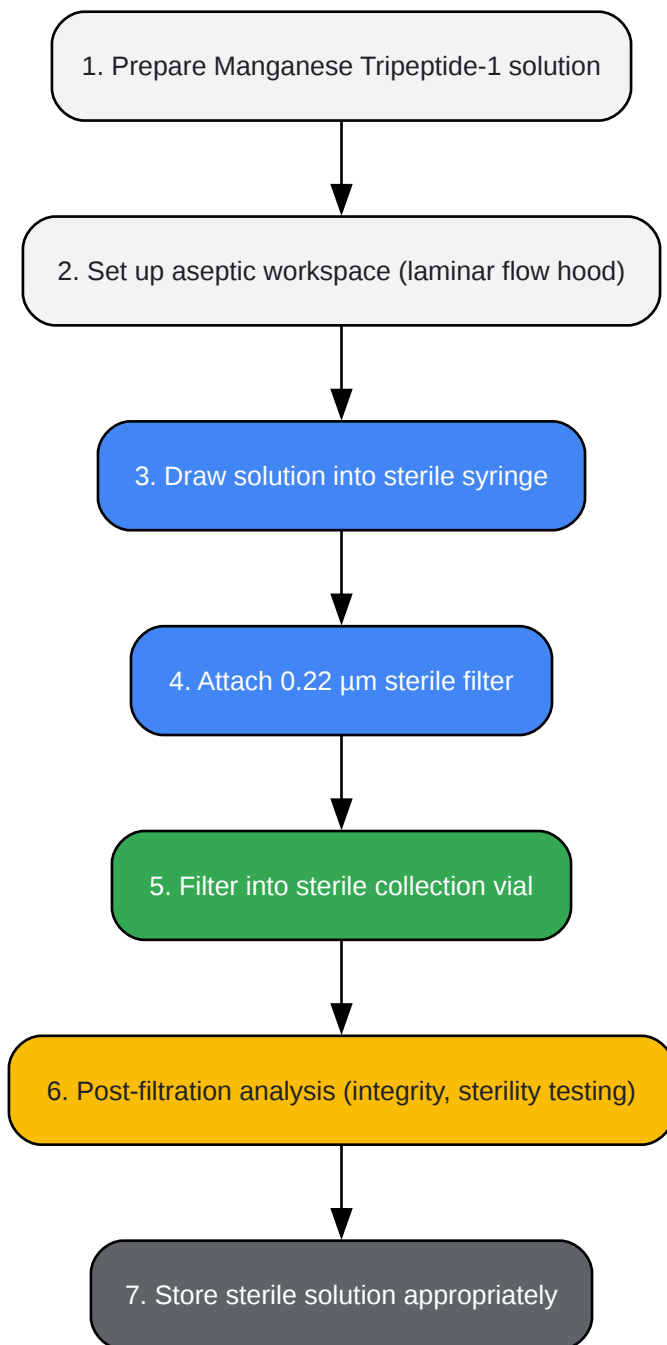 1. Prepare Manganese Tripeptide-1 solution
2. Set up aseptic workspace (laminar flow hood)
3. Draw solution into sterile syringe
4. Attach 0.22 µm sterile filter
5. Filter into sterile collection vial
6. Post-filtration analysis (integrity, sterility testing)
7. Store sterile solution appropriately